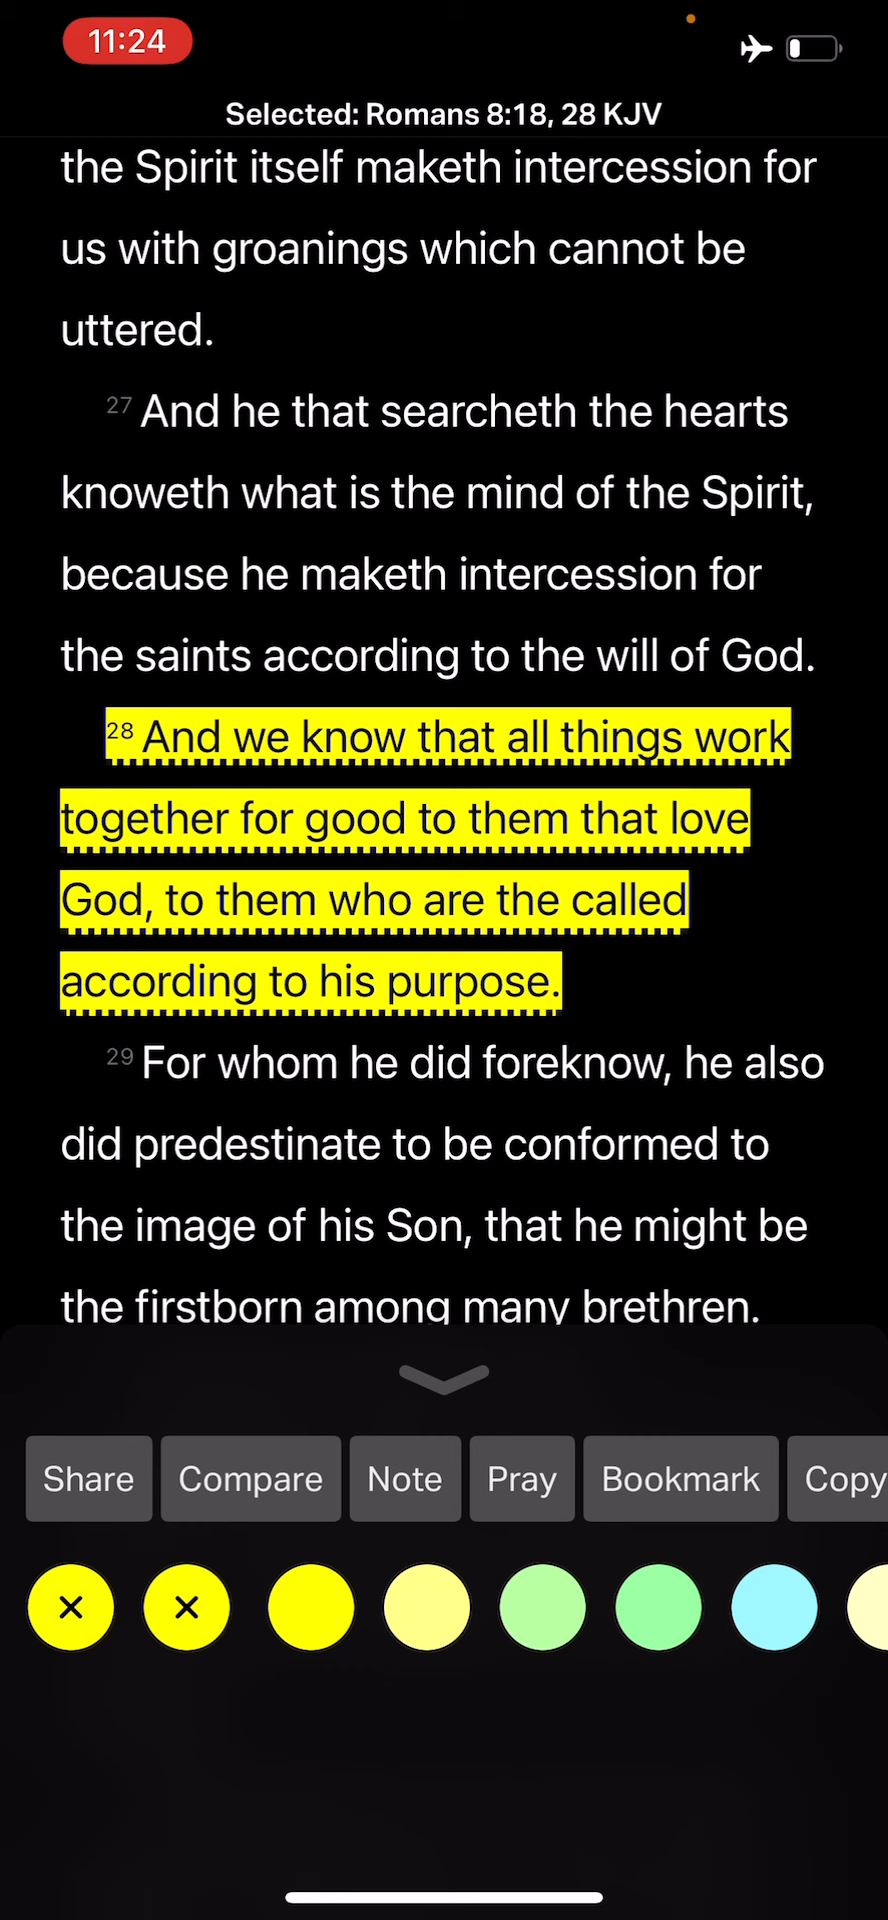 11:24
Selected: Romans 8:18, 28 KJV
the Spirit itself maketh intercession for
us with groanings which cannot be
uttered.
27 And he that searcheth the hearts
knoweth what is the mind of the Spirit,
because he maketh intercession for
the saints according to the will of God.
28 And we know that all things work
together for good to them that love
God, to them who are the called
according to his purpose.
29 For whom he did foreknow, he also
did predestinate to be conformed to
the image of his Son, that he might be
the firstborn among many brethren.
Share Compare Note Pray Bookmark Copy